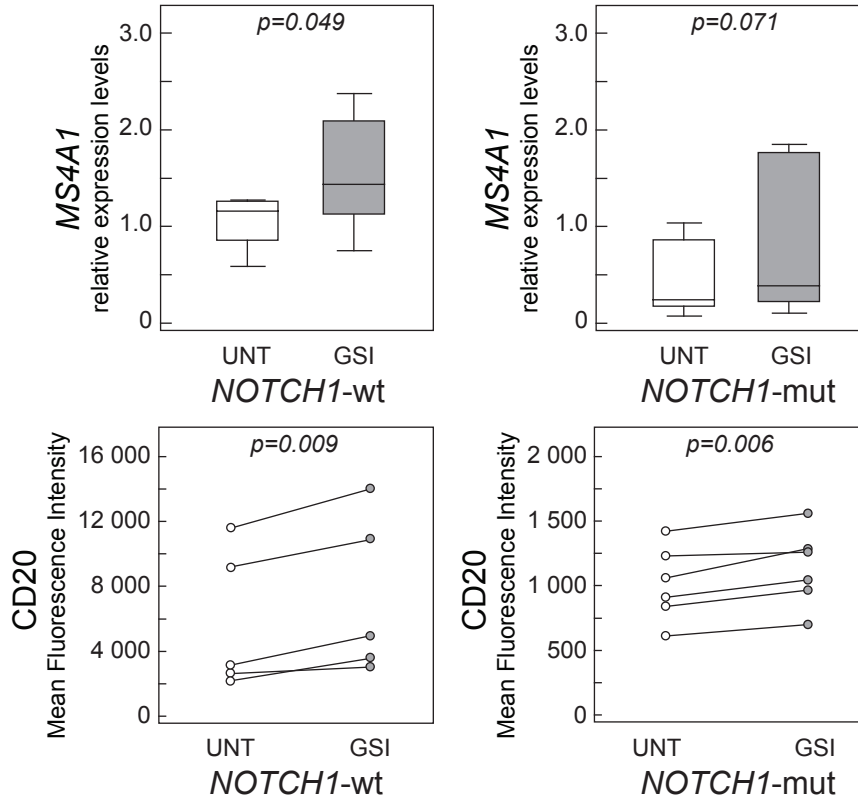 p=0.049
MS4A1
relative expression levels
3.0
2.0
1.0
0
UNT
GSI
NOTCH1-wt
p=0.071
MS4A1
relative expression levels
3.0
2.0
1.0
0
UNT
GSI
NOTCH1-mut
p=0.009
CD20
Mean Fluorescence Intensity
16 000
12 000
8 000
4 000
0
UNT
GSI
NOTCH1-wt
p=0.006
CD20
Mean Fluorescence Intensity
2 000
1 500
1 000
500
0
UNT
GSI
NOTCH1-mut